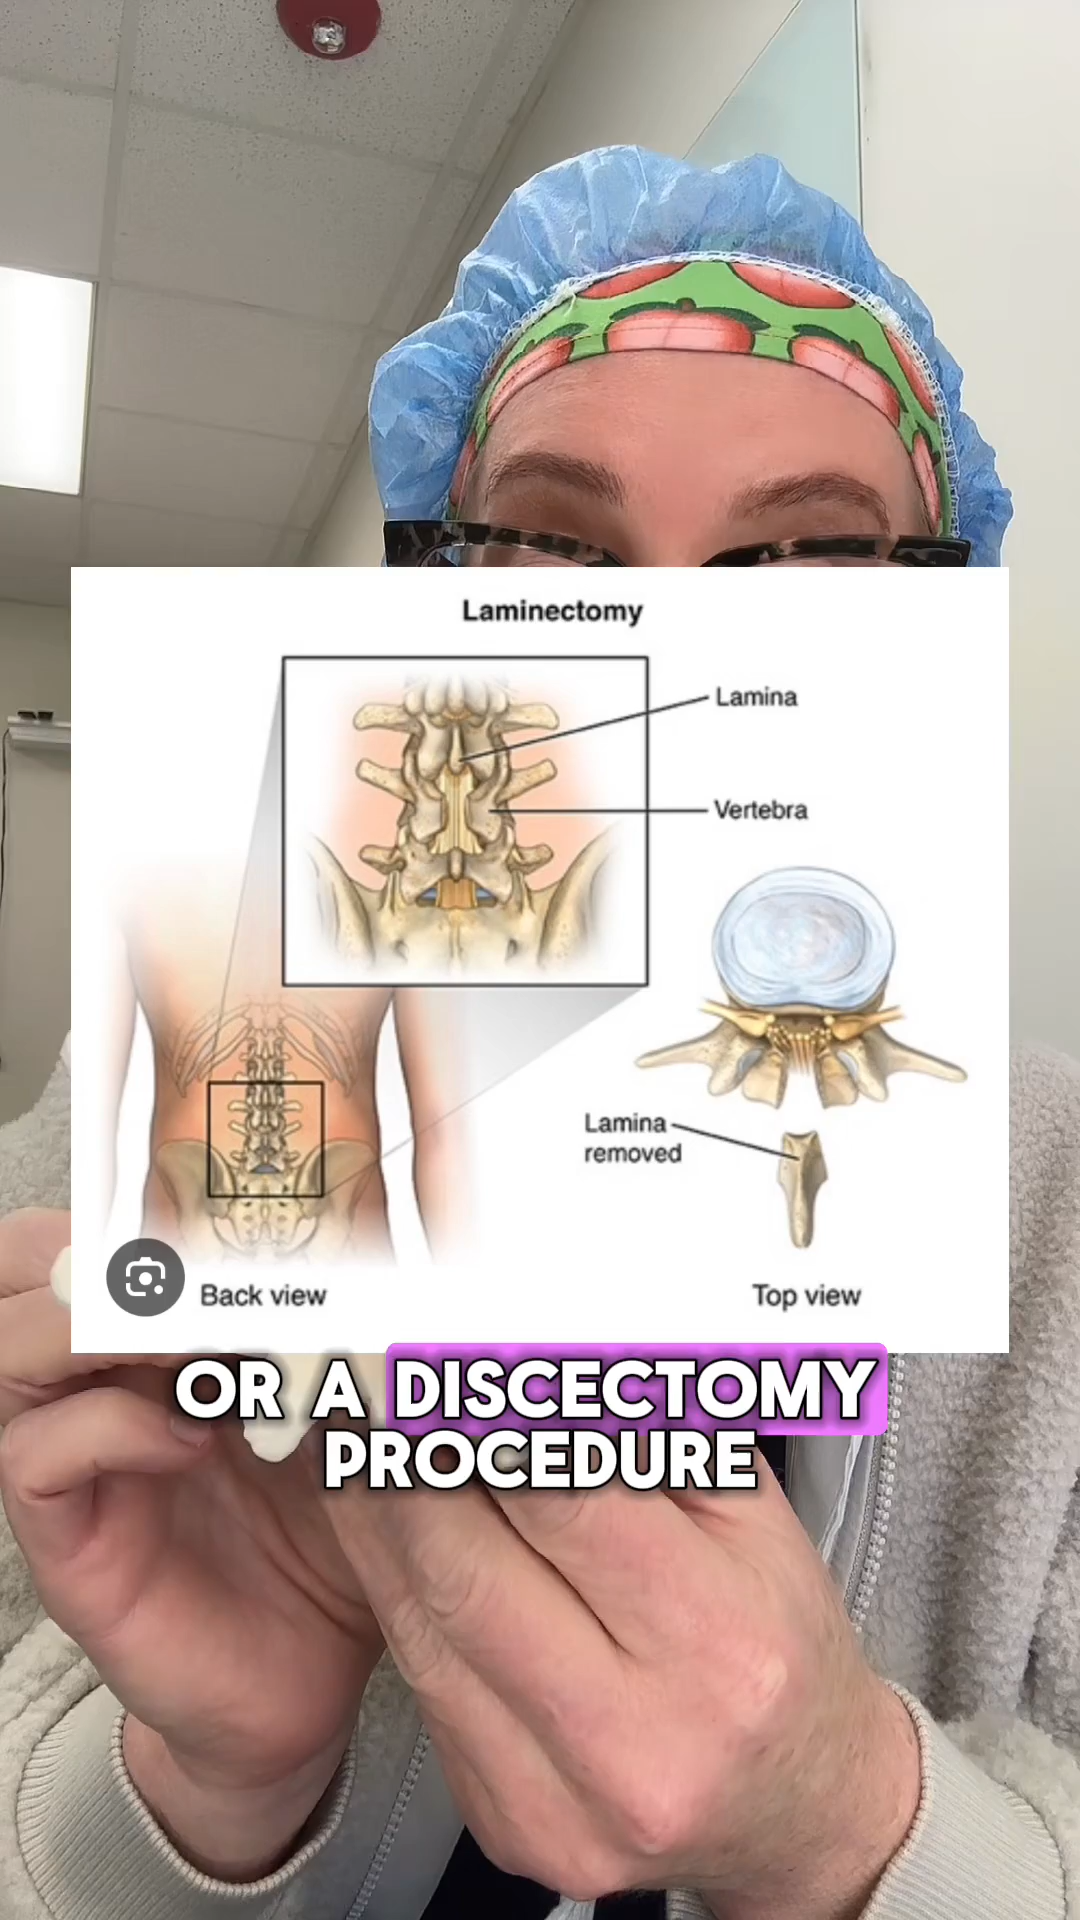 Laminectomy
Lamina
Vertebra
Lamina
removed
Back view
Top view
OR A DISCECTOMY
PROCEDURE